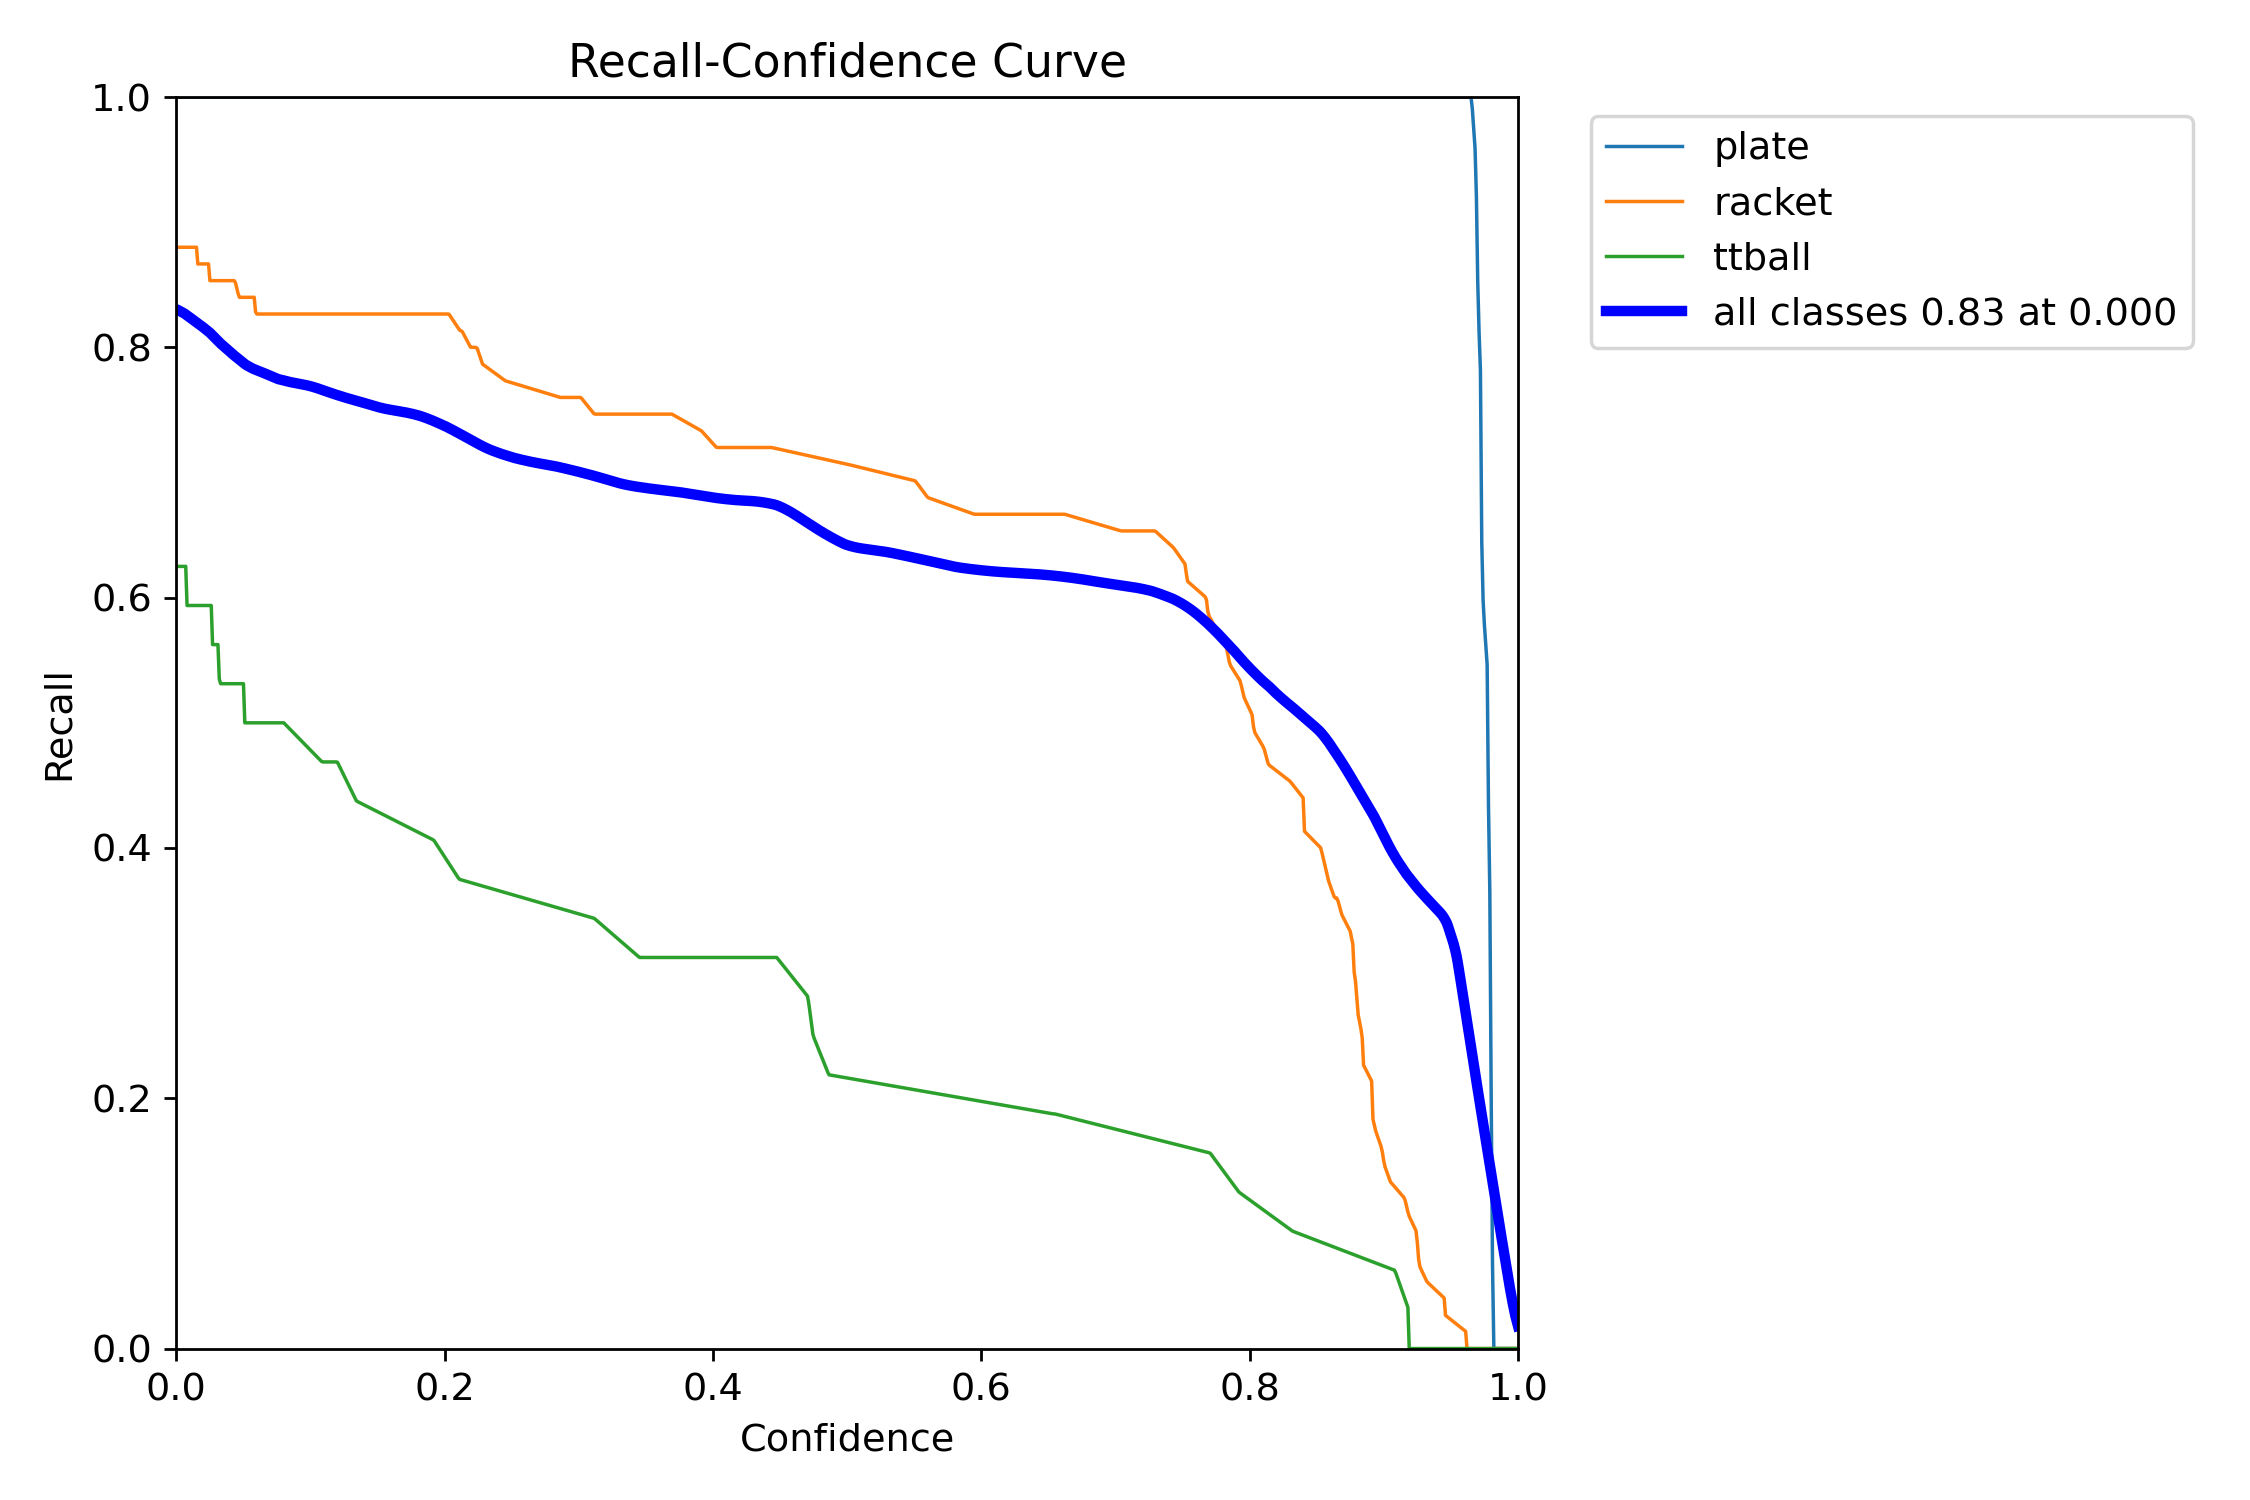 Recall-Confidence Curve
1.0
0.8
0.6
0.4
0.2
0.0
Recall
0.0 0.2 0.4 0.6 0.8 1.0
Confidence
plate
racket
ttball
all classes 0.83 at 0.000